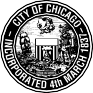 CITY OF CHICAGO
INCORPORATED 4th MARCH 1837